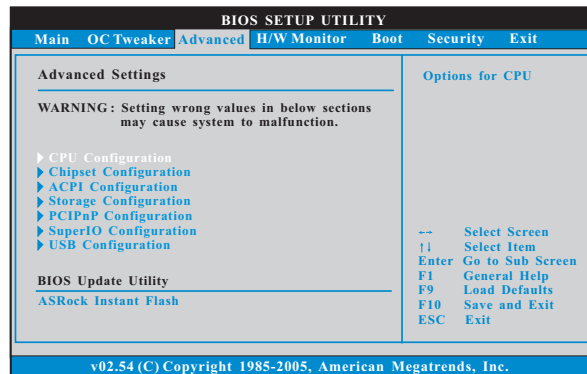 BIOS SETUP UTILITY
Main OC Tweaker Advanced H/W Monitor Boot Security Exit
Advanced Settings
WARNING : Setting wrong values in below sections
may cause system to malfunction.
CPU Configuration
Chipset Configuration
ACPI Configuration
Storage Configuration
PCIPnP Configuration
SuperIO Configuration
USB Configuration
BIOS Update Utility
ASRock Instant Flash
Options for CPU
←→ Select Screen
↑↓ Select Item
Enter Go to Sub Screen
F1 General Help
F9 Load Defaults
F10 Save and Exit
ESC Exit
v02.54 (C) Copyright 1985-2005, American Megatrends, Inc.